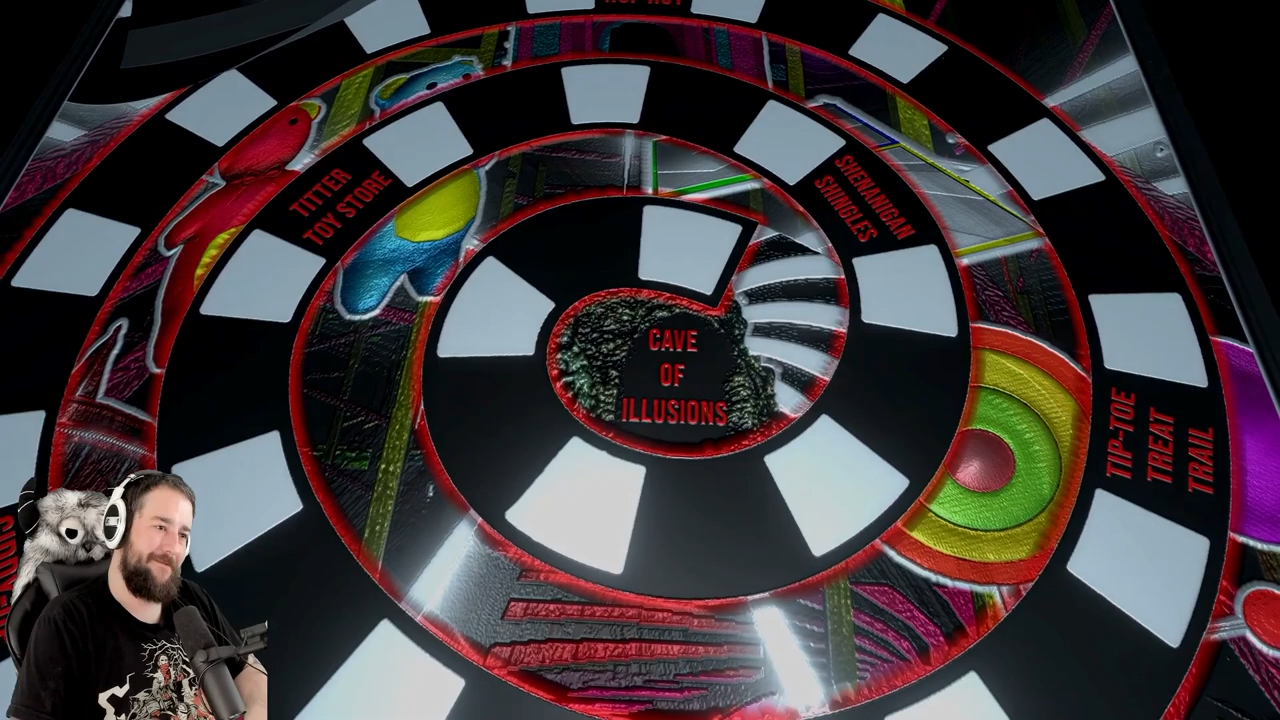 TITTER
TOY STORE
SHENANIGAN
SHINGLES
CAVE
OF
ILLUSIONS
TIP-TOE
TREAT
TRAIL